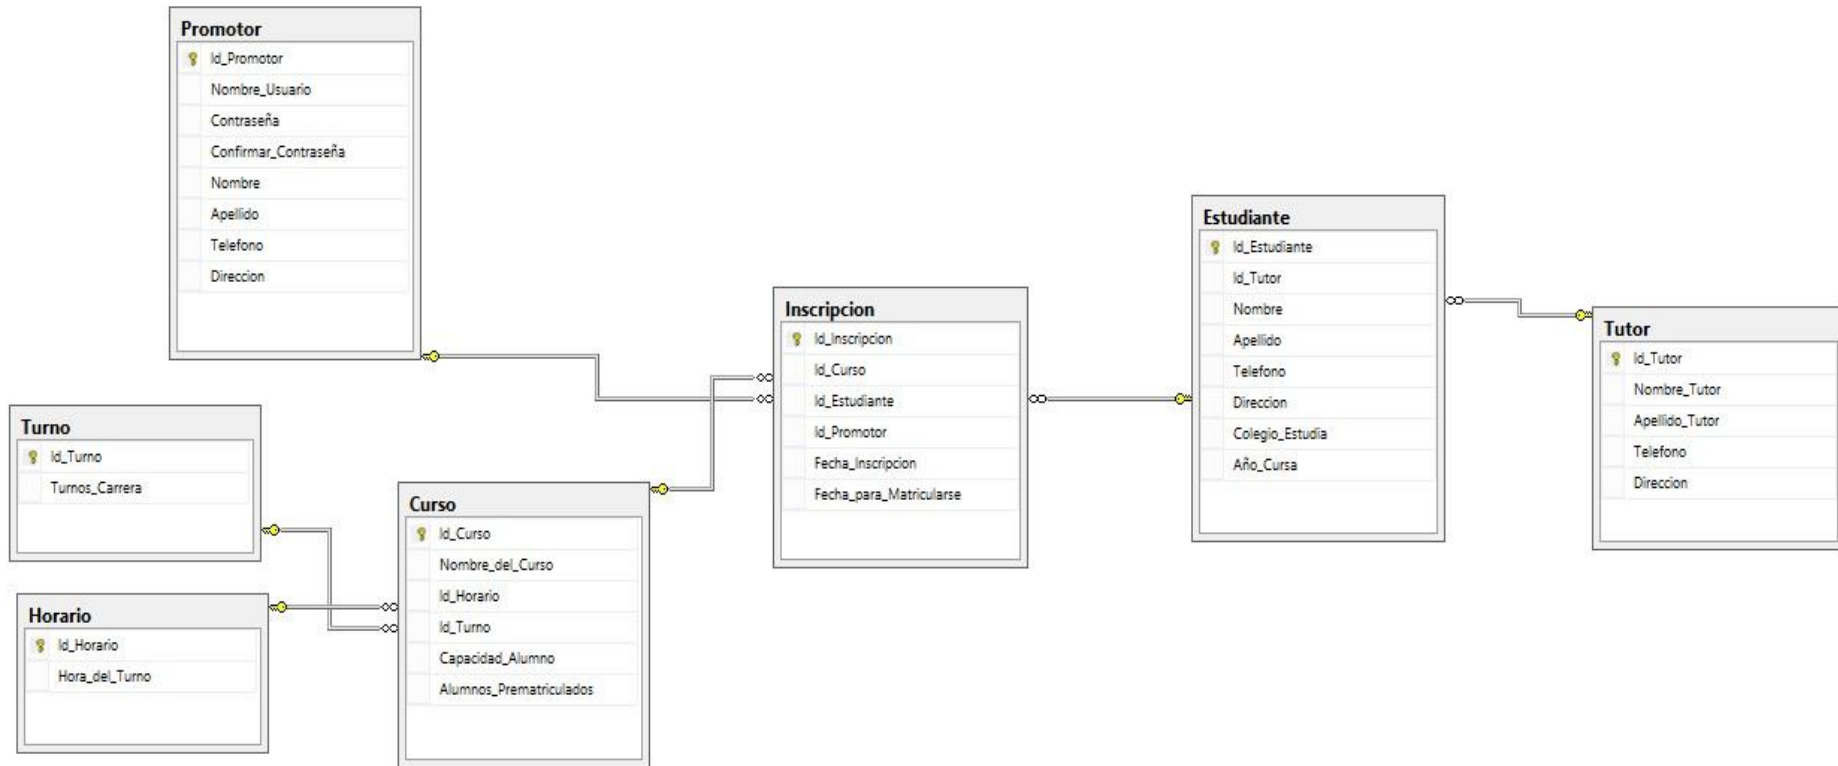 Promotor
Id_Promotor
Nombre_Usuario
Contraseña
Confirmar_Contraseña
Nombre
Apellido
Telefono
Direccion
Turno
Id_Turno
Turnos_Carrera
Horario
Id_Horario
Hora_del_Turno
Curso
Id_Curso
Nombre_del_Curso
Id_Horario
Id_Turno
Capacidad_Alumno
Alumnos_Prematriculados
Inscripcion
Id_Inscripcion
Id_Curso
Id_Estudiante
Id_Promotor
Fecha_Inscripcion
Fecha_para_Matricularse
Estudiante
Id_Estudiante
Id_Tutor
Nombre
Apellido
Telefono
Direccion
Colegio_Estudia
Año_Cursa
Tutor
Id_Tutor
Nombre_Tutor
Apellido_Tutor
Telefono
Direccion